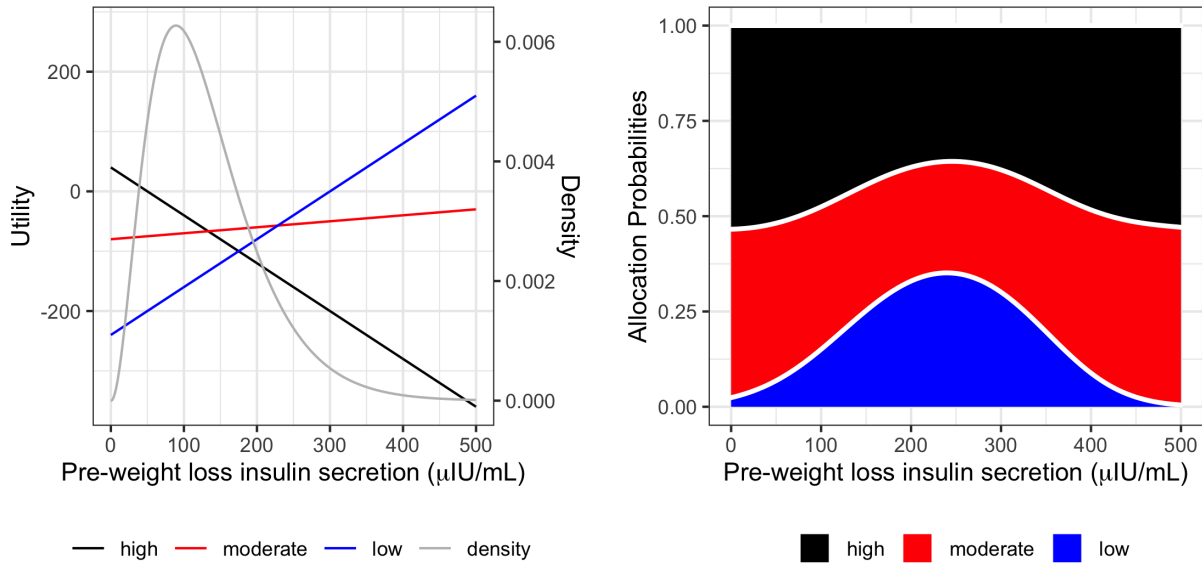 200
0
-200
Utility
0.006
0.004
0.002
0.000
Density
0 100 200 300 400 500
Pre-weight loss insulin secretion (μIU/mL)
high moderate low density
1.00
0.75
0.50
0.25
0.00
Allocation Probabilities
0 100 200 300 400 500
Pre-weight loss insulin secretion (μIU/mL)
high moderate low